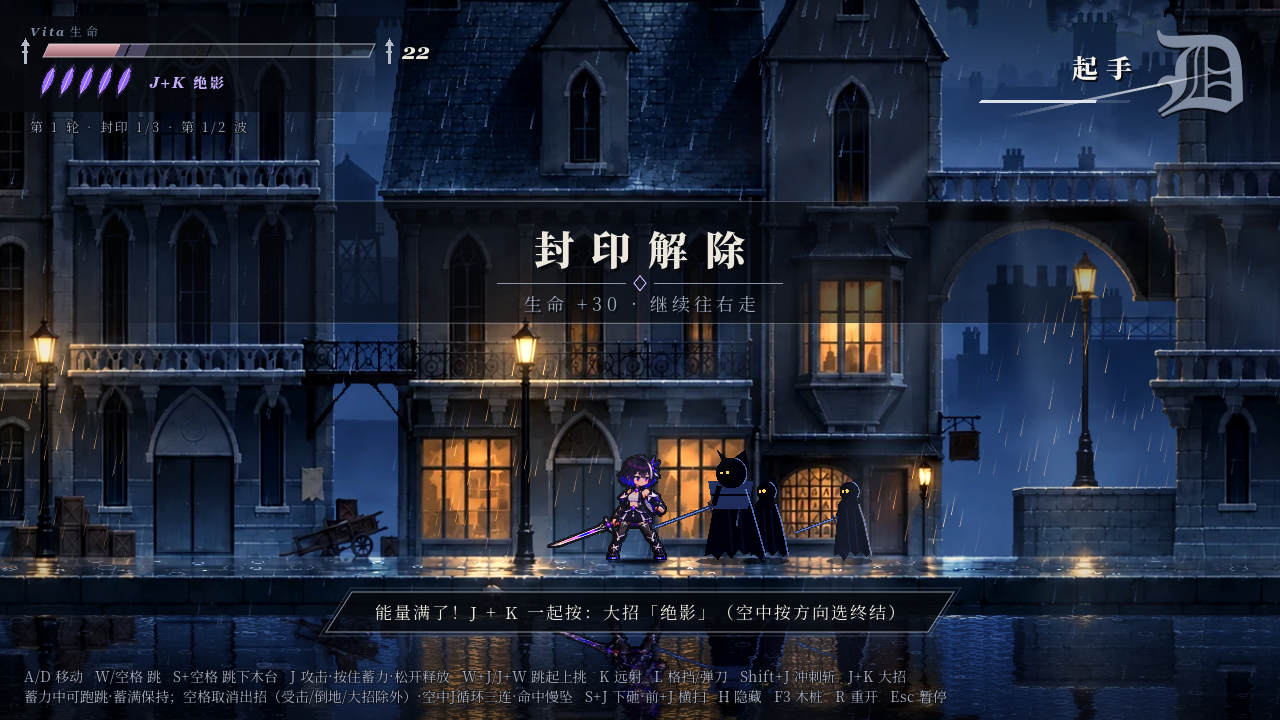 Vita 生命
22
J+K 绝影
第 1 轮 · 封印 1/3 · 第 1/2 波
起手
D
封印解除
生命 +30 · 继续往右走
能量满了！J + K 一起按：大招「绝影」（空中按方向选终结）
A/D 移动 W/空格 跳 S+空格 跳下木台 J 攻击·按住蓄力·松开释放 W+J/J+W 跳起上挑 K 远射 L 格挡/弹刀 Shift+J 冲刺斩 J+K 大招
蓄力中可跑跳·蓄满保持；空格取消出招（受击/倒地/大招除外）·空中J循环三连·命中慢坠 S+J 下砸·前+J 横扫 H 隐藏 F3 木桩 R 重开 Esc 暂停